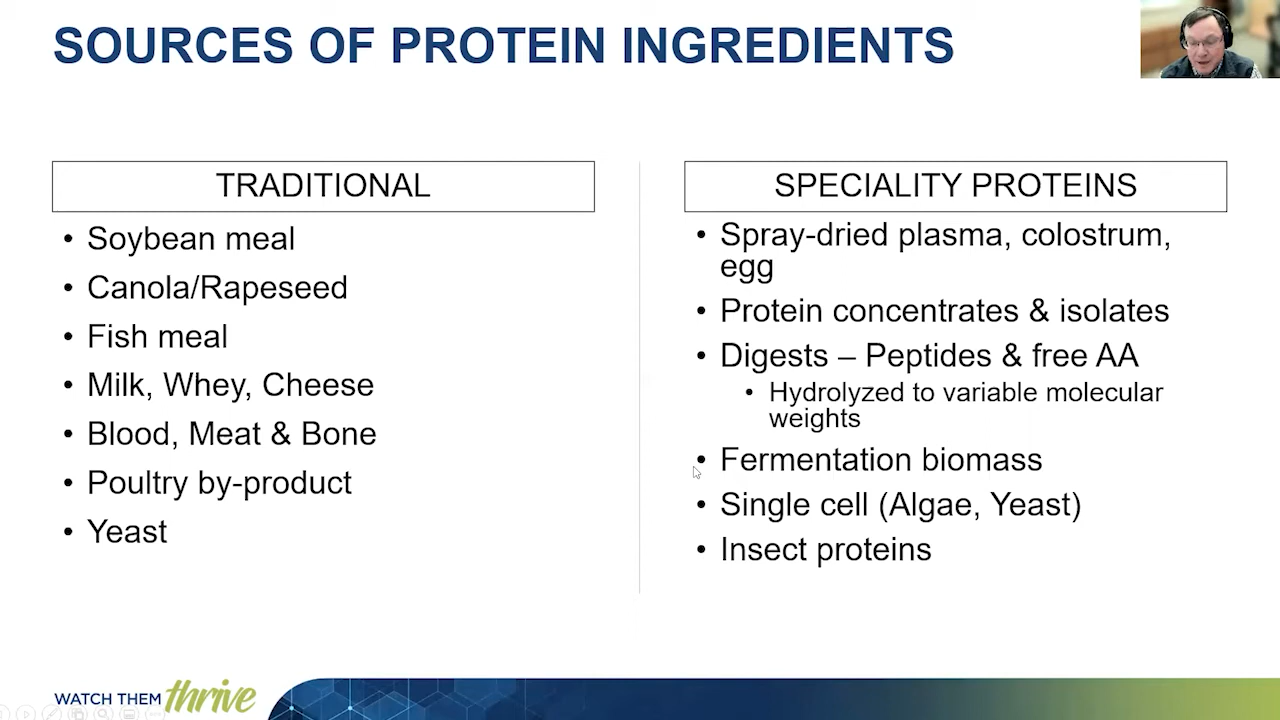 SOURCES OF PROTEIN INGREDIENTS
TRADITIONAL
• Soybean meal
• Canola/Rapeseed
• Fish meal
• Milk, Whey, Cheese
• Blood, Meat & Bone
• Poultry by-product
• Yeast
SPECIALITY PROTEINS
• Spray-dried plasma, colostrum,
egg
• Protein concentrates & isolates
• Digests – Peptides & free AA
• Hydrolyzed to variable molecular
weights
• Fermentation biomass
• Single cell (Algae, Yeast)
• Insect proteins
WATCH THEM thrive